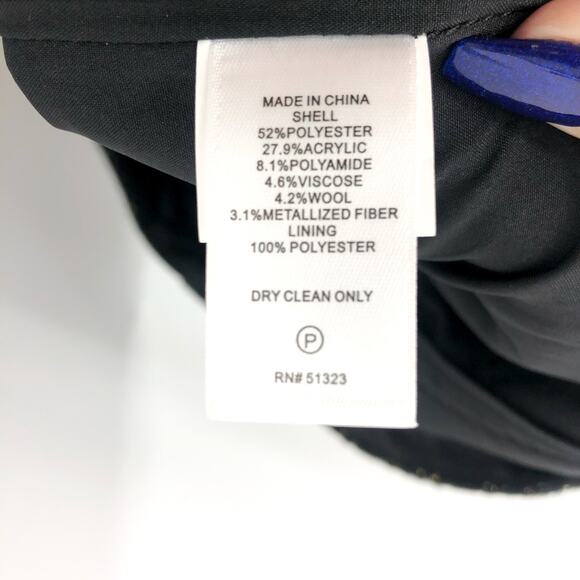 MADE IN CHINA
SHELL
52%POLYESTER
27.9%ACRYLIC
8.1%POLYAMIDE
4.6%VISCOSE
4.2%WOOL
3.1%METALLIZED FIBER
LINING
100% POLYESTER
DRY CLEAN ONLY
P
RN# 51323